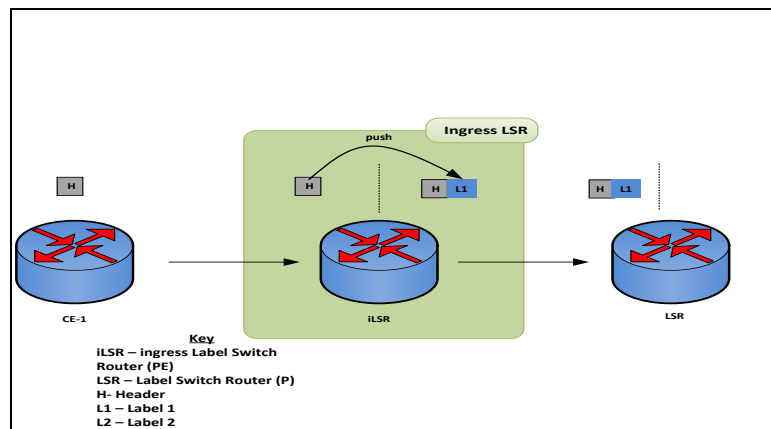 Ingress LSR
push
H
H
H L1
H L1
CE-1
iLSR
LSR
Key
iLSR – ingress Label Switch
Router (PE)
LSR – Label Switch Router (P)
H- Header
L1 – Label 1
L2 – Label 2